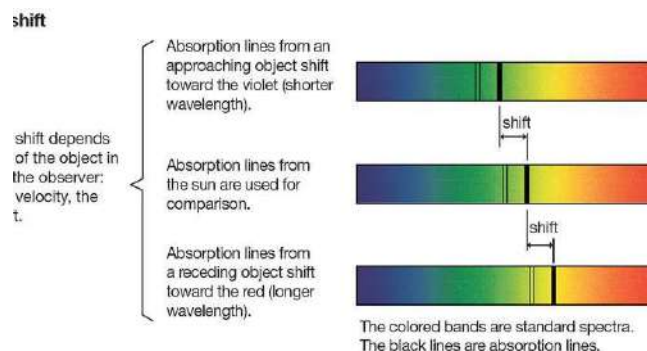 shift
Absorption lines from an
approaching object shift
toward the violet (shorter
wavelength).
shift
shift depends
of the object in
the observer:
velocity, the
t.
Absorption lines from
the sun are used for
comparison.
shift
Absorption lines from
a receding object shift
toward the red (longer
wavelength).
The colored bands are standard spectra.
The black lines are absorption lines.